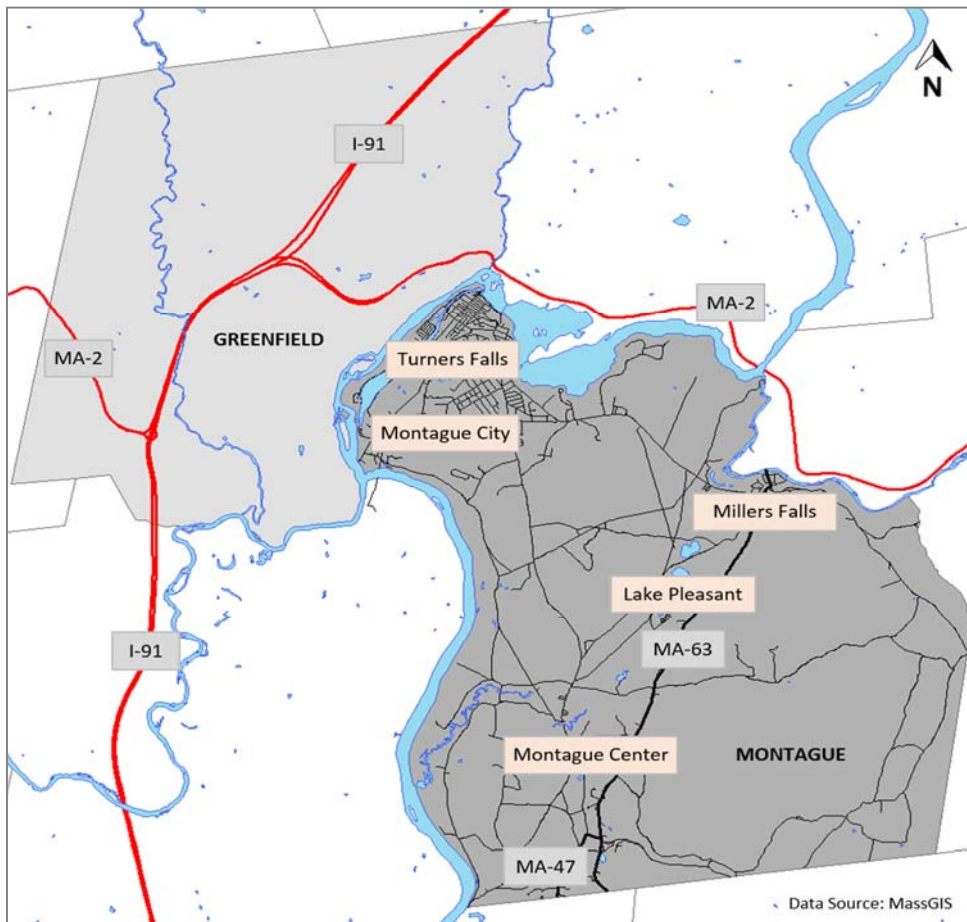 N
I-91
MA-2
GREENFIELD
MA-2
Turners Falls
Montague City
Millers Falls
Lake Pleasant
I-91
MA-63
Montague Center
MONTAGUE
MA-47
Data Source: MassGIS